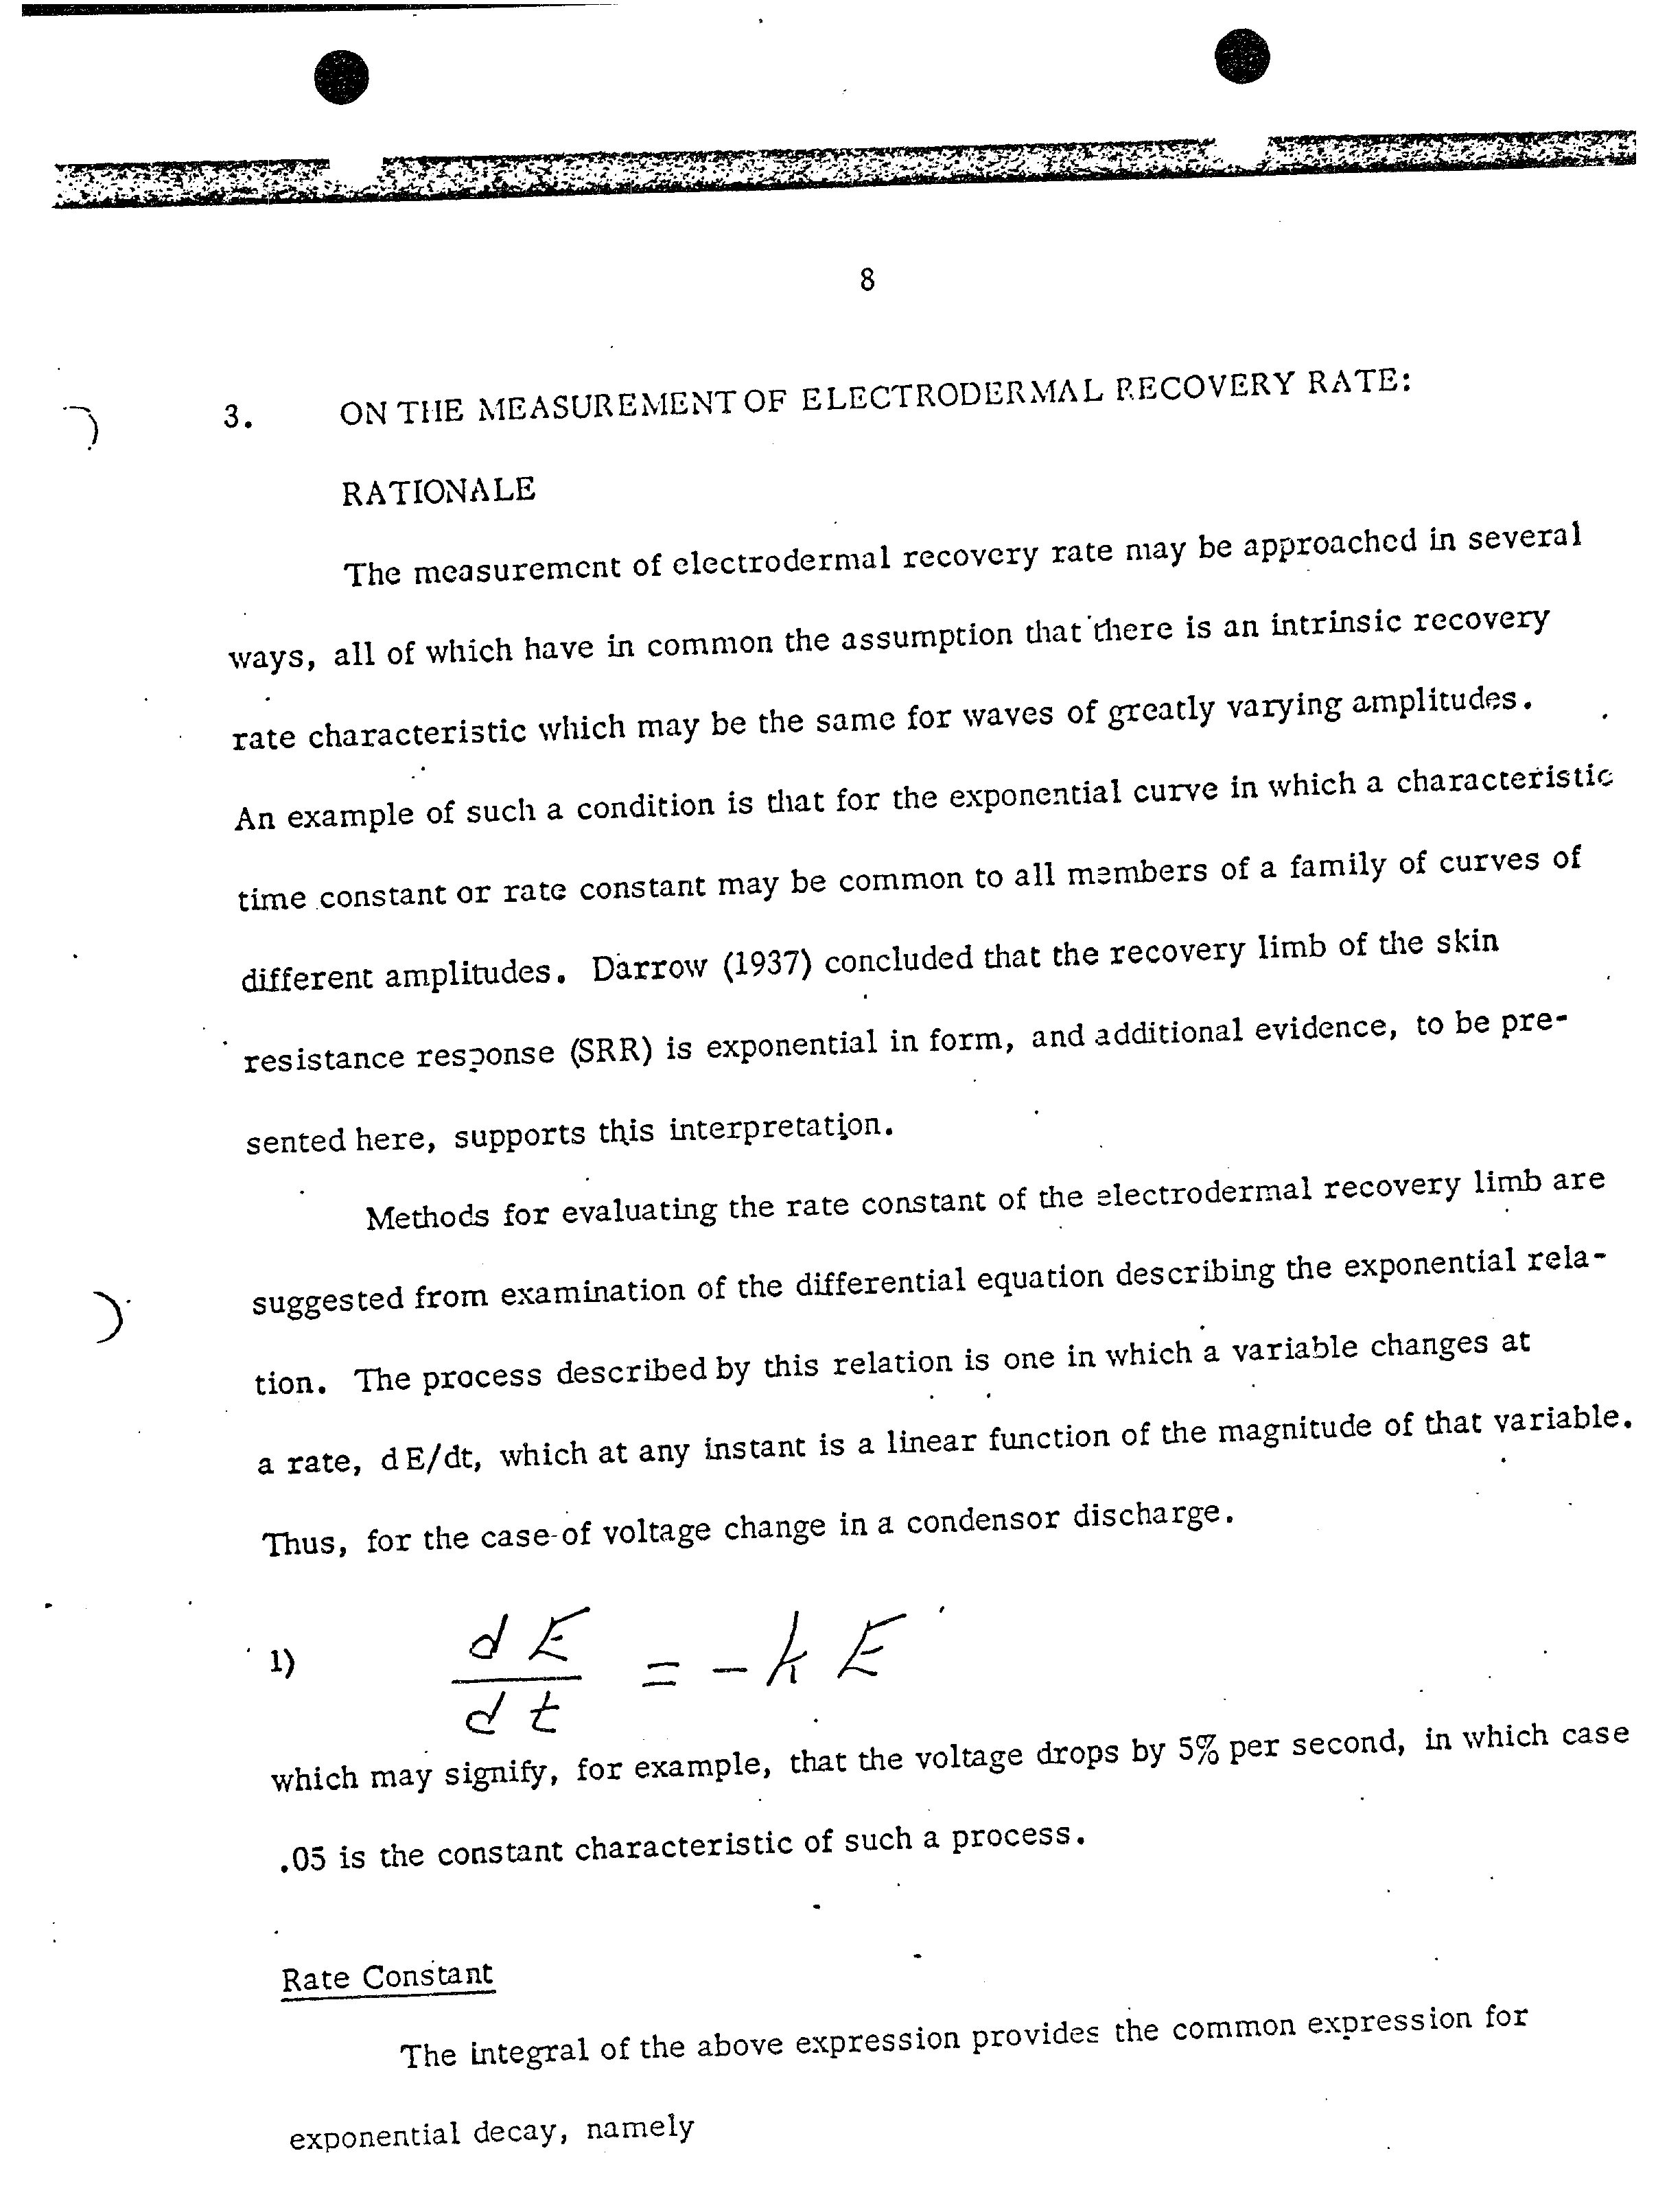 8
3. ON THE MEASUREMENT OF ELECTRODERMAL RECOVERY RATE:
RATIONALE
The measurement of electrodermal recovery rate may be approached in several
ways, all of which have in common the assumption that there is an intrinsic recovery
rate characteristic which may be the same for waves of greatly varying amplitudes.
An example of such a condition is that for the exponential curve in which a characteristic
time constant or rate constant may be common to all members of a family of curves of
different amplitudes. Darrow (1937) concluded that the recovery limb of the skin
resistance response (SRR) is exponential in form, and additional evidence, to be pre-
sented here, supports this interpretation.
Methods for evaluating the rate constant of the electrodermal recovery limb are
suggested from examination of the differential equation describing the exponential rela-
tion. The process described by this relation is one in which a variable changes at
a rate, dE/dt, which at any instant is a linear function of the magnitude of that variable.
Thus, for the case of voltage change in a condensor discharge.
1) dE/dt = -kE
which may signify, for example, that the voltage drops by 5% per second, in which case
.05 is the constant characteristic of such a process.
Rate Constant
The integral of the above expression provides the common expression for
exponential decay, namely